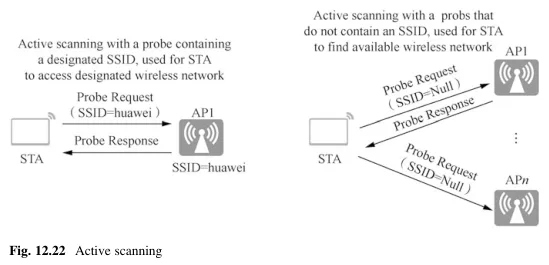 Active scanning with a probe containing
a designated SSID, used for STA
to access designated wireless network
Probe Request
( SSID=huawei )
AP1
Probe Response
STA
SSID=huawei
Active scanning with a  probs that
do not contain an SSID, used for STA
to find available wireless network
AP1
Probe Request
( SSID=Null )
Probe Response
⋮
STA
Probe Request
( SSID=Null )
APn
Fig. 12.22 Active scanning